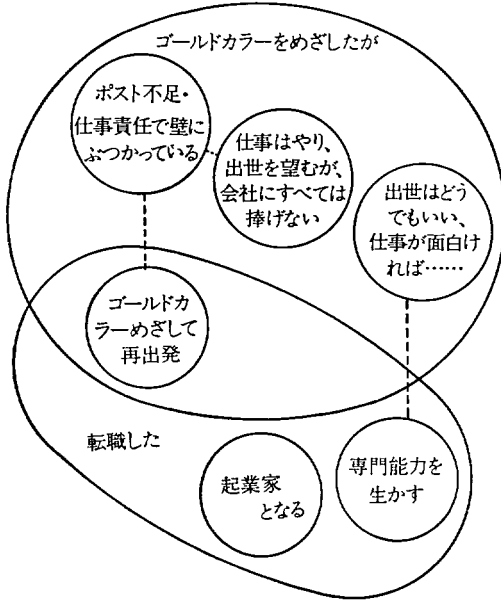 ゴールドカラーをめざしたが
ポスト不足・
仕事責任で壁に
ぶつかっている
仕事はやり、
出世を望むが、
会社にすべては
捧げない
出世はどう
でもいい、
仕事が面白け
れば……
ゴールドカ
ラーめざして
再出発
転職した
起業家
となる
専門能力を
生かす